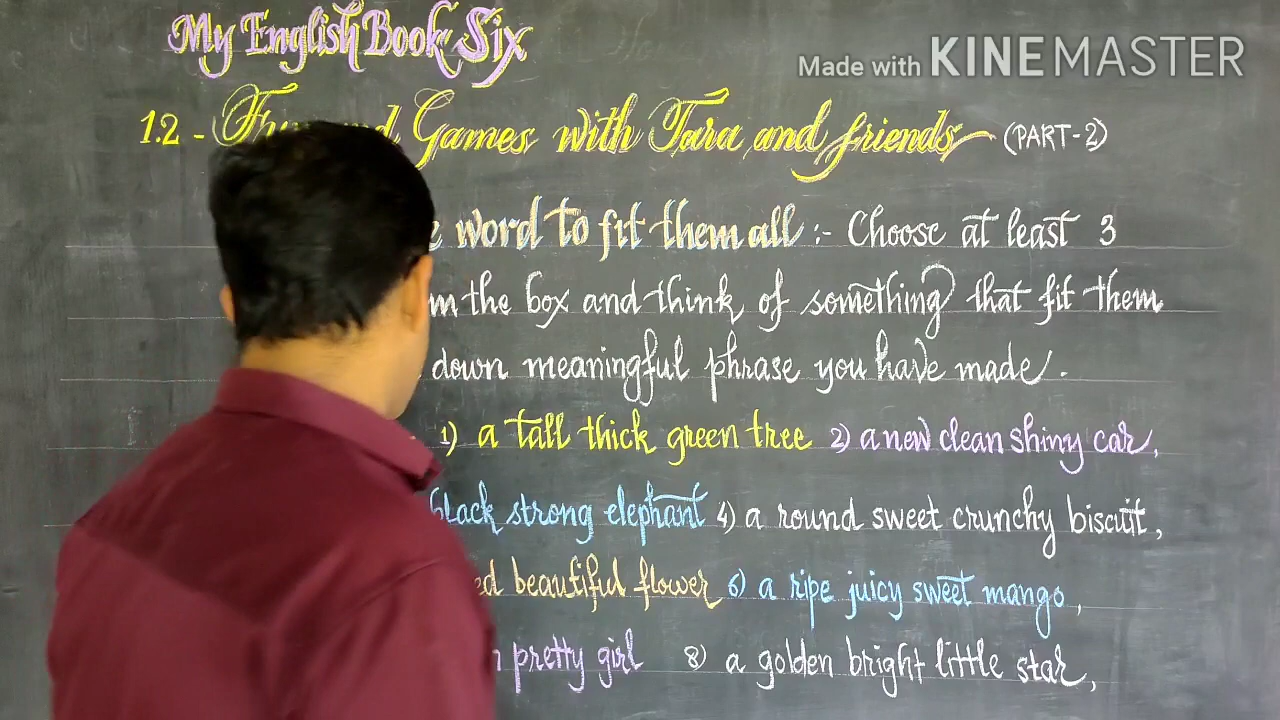 My English Book Six
Made with KINEMASTER
1.2 - Games with Tara and friends (PART-2)
word to fit them all :- Choose at least 3
the box and think of something that fit them
down meaningful phrase you have made.
1) a tall thick green tree 2) a new clean shiny car,
black strong elephant 4) a round sweet crunchy biscuit,
beautiful flower 6) a ripe juicy sweet mango,
pretty girl 8) a golden bright little star,